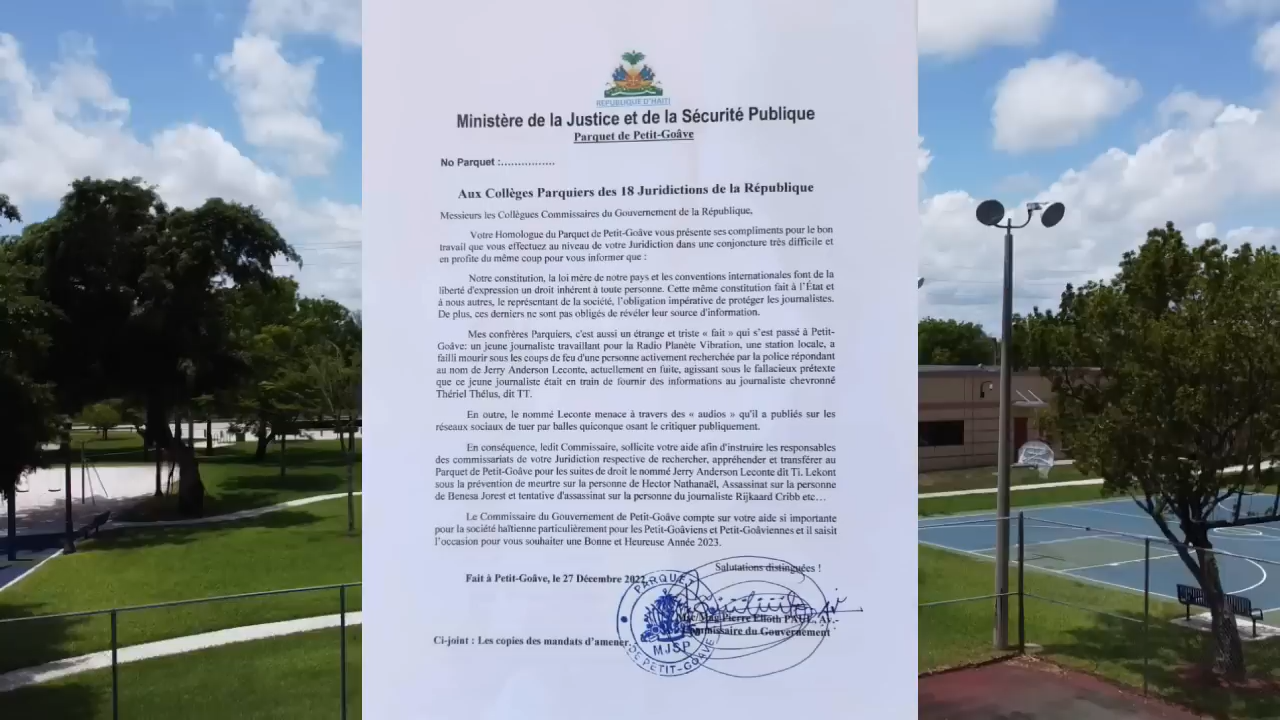 RÉPUBLIQUE D'HAÏTI
Ministère de la Justice et de la Sécurité Publique
Parquet de Petit-Goâve
No Parquet :................
Aux Collèges Parquiers des 18 Juridictions de la République
Messieurs les Collègues Commissaires du Gouvernement de la République,
Votre Homologue du Parquet de Petit-Goâve vous présente ses compliments pour le bon
travail que vous effectuez au niveau de votre Juridiction dans une conjoncture très difficile et
en profite du même coup pour vous informer que :
Notre constitution, la loi mère de notre pays et les conventions internationales font de la
liberté d'expression un droit inhérent à toute personne. Cette même constitution fait à l'État et
à nous autres, le représentant de la société, l'obligation impérative de protéger les journalistes.
De plus, ces derniers ne sont pas obligés de révéler leur source d'information.
Mes confrères Parquiers, c'est aussi un étrange et triste « fait » qui s'est passé à Petit-
Goâve: un jeune journaliste travaillant pour la Radio Planète Vibration, une station locale, a
failli mourir sous les coups de feu d'une personne activement recherchée par la police répondant
au nom de Jerry Anderson Leconte, actuellement en fuite, agissant sous le fallacieux prétexte
que ce jeune journaliste était en train de fournir des informations au journaliste chevronné
Thériel Thélus, dit TT.
En outre, le nommé Leconte menace à travers des « audios » qu'il a publiés sur les
réseaux sociaux de tuer par balles quiconque osant le critiquer publiquement.
En conséquence, ledit Commissaire, sollicite votre aide afin d'instruire les responsables
des commissariats de votre Juridiction respective de rechercher, appréhender et transférer au
Parquet de Petit-Goâve pour les suites de droit le nommé Jerry Anderson Leconte dit Ti. Lekont
sous la prévention de meurtre sur la personne de Hector Nathanaël, Assassinat sur la personne
de Benesa Jorest et tentative d'assassinat sur la personne du journaliste Rijkaard Cribb etc…
Le Commissaire du Gouvernement de Petit-Goâve compte sur votre aide si importante
pour la société haïtienne particulièrement pour les Petit-Goâviens et Petit-Goâviennes et il saisit
l'occasion pour vous souhaiter une Bonne et Heureuse Année 2023.
Salutations distinguées !
Fait à Petit-Goâve, le 27 Décembre 2022
Pierre Elioth PAUL, Av.
Commissaire du Gouvernement
Ci-joint : Les copies des mandats d'amener
PARQUET
MJSP
DE PETIT-GOÂVE